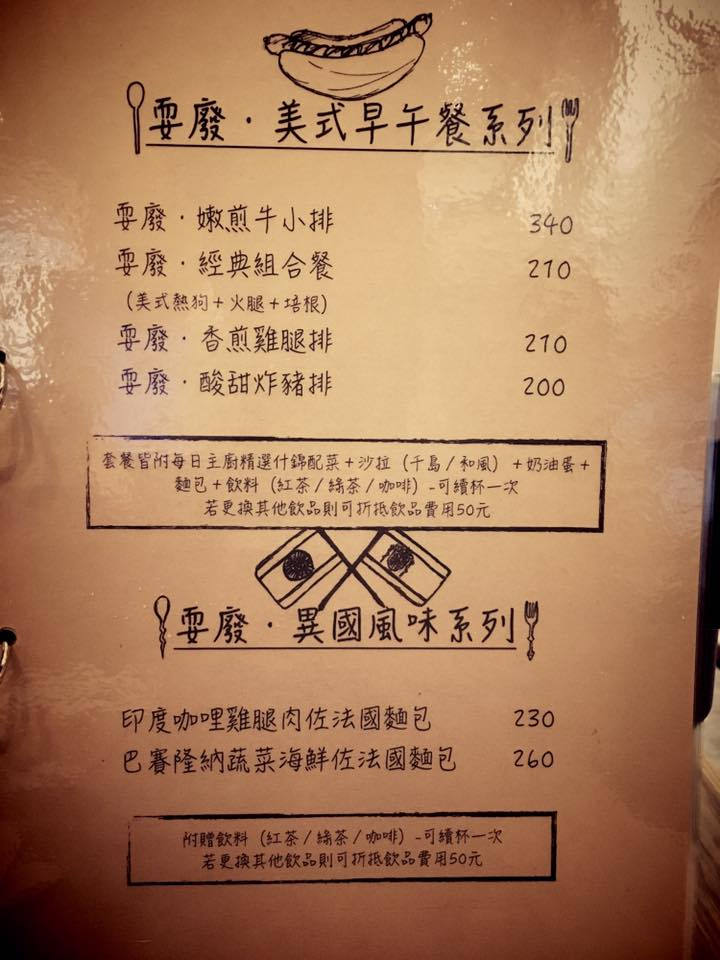 耍廢·美式早午餐系列
耍廢·嫩煎牛小排 340
耍廢·經典組合餐 210
(美式熱狗+火腿+培根)
耍廢·香煎雞腿排 210
耍廢·酸甜炸豬排 200
套餐皆附每日主廚精選什錦配菜+沙拉(千島/和風)+奶油蛋+
麵包+飲料(紅茶/綠茶/咖啡)-可續杯一次
若更換其他飲品則可折抵飲品費用50元
耍廢·異國風味系列
印度咖哩雞腿肉佐法國麵包 230
巴賽隆納蔬菜海鮮佐法國麵包 260
附贈飲料(紅茶/綠茶/咖啡)-可續杯一次
若更換其他飲品則可折抵飲品費用50元